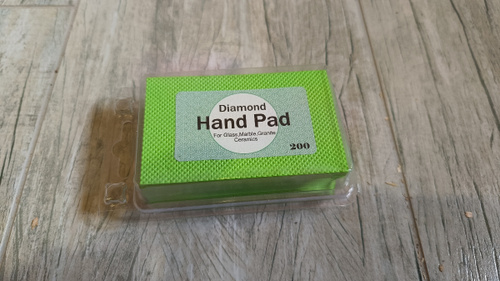 Diamond
Hand Pad
For Glass,Marble,Granite
Ceramics
200